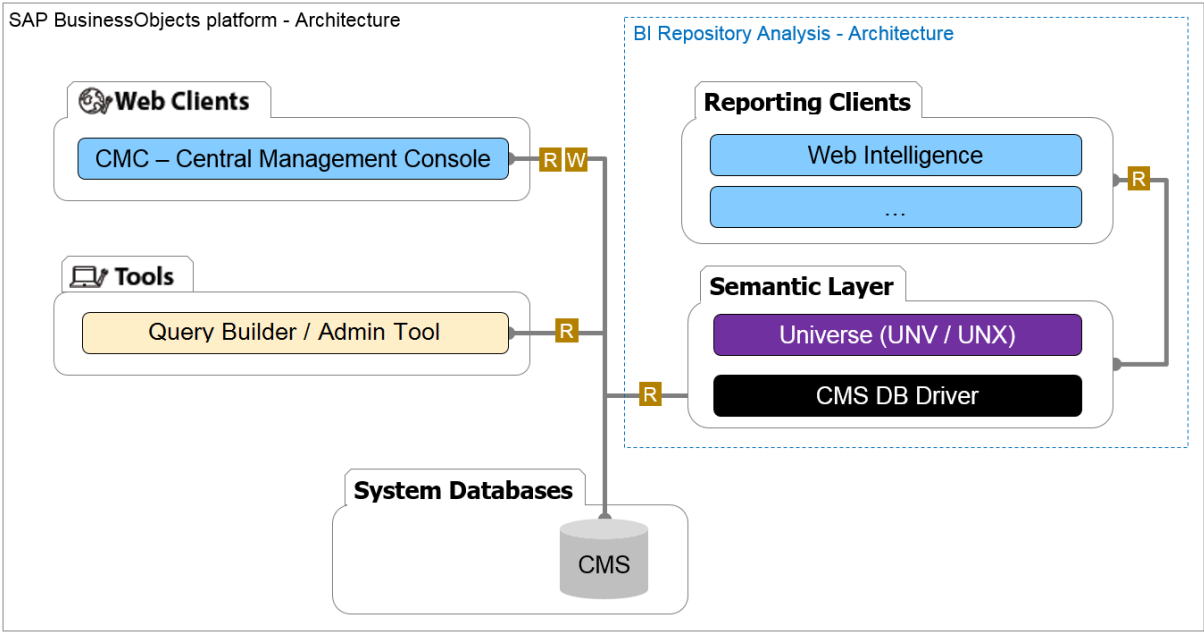 SAP BusinessObjects platform - Architecture
BI Repository Analysis - Architecture
Web Clients
CMC – Central Management Console
R W
Reporting Clients
Web Intelligence
...
R
Tools
Query Builder / Admin Tool
R
Semantic Layer
Universe (UNV / UNX)
CMS DB Driver
R
System Databases
CMS